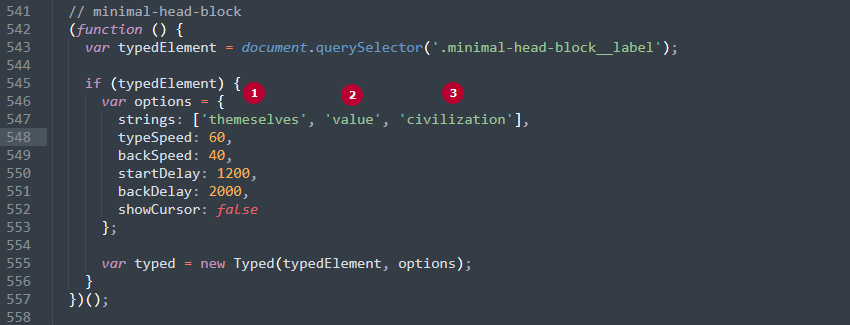 541 // minimal-head-block
542 (function () {
543 var typedElement = document.querySelector('.minimal-head-block__label');
544
545 if (typedElement) {
1 2 3
546 var options = {
547 strings: ['themeselves', 'value', 'civilization'],
548 typeSpeed: 60,
549 backSpeed: 40,
550 startDelay: 1200,
551 backDelay: 2000,
552 showCursor: false
553 };
554
555 var typed = new Typed(typedElement, options);
556 }
557 })();
558